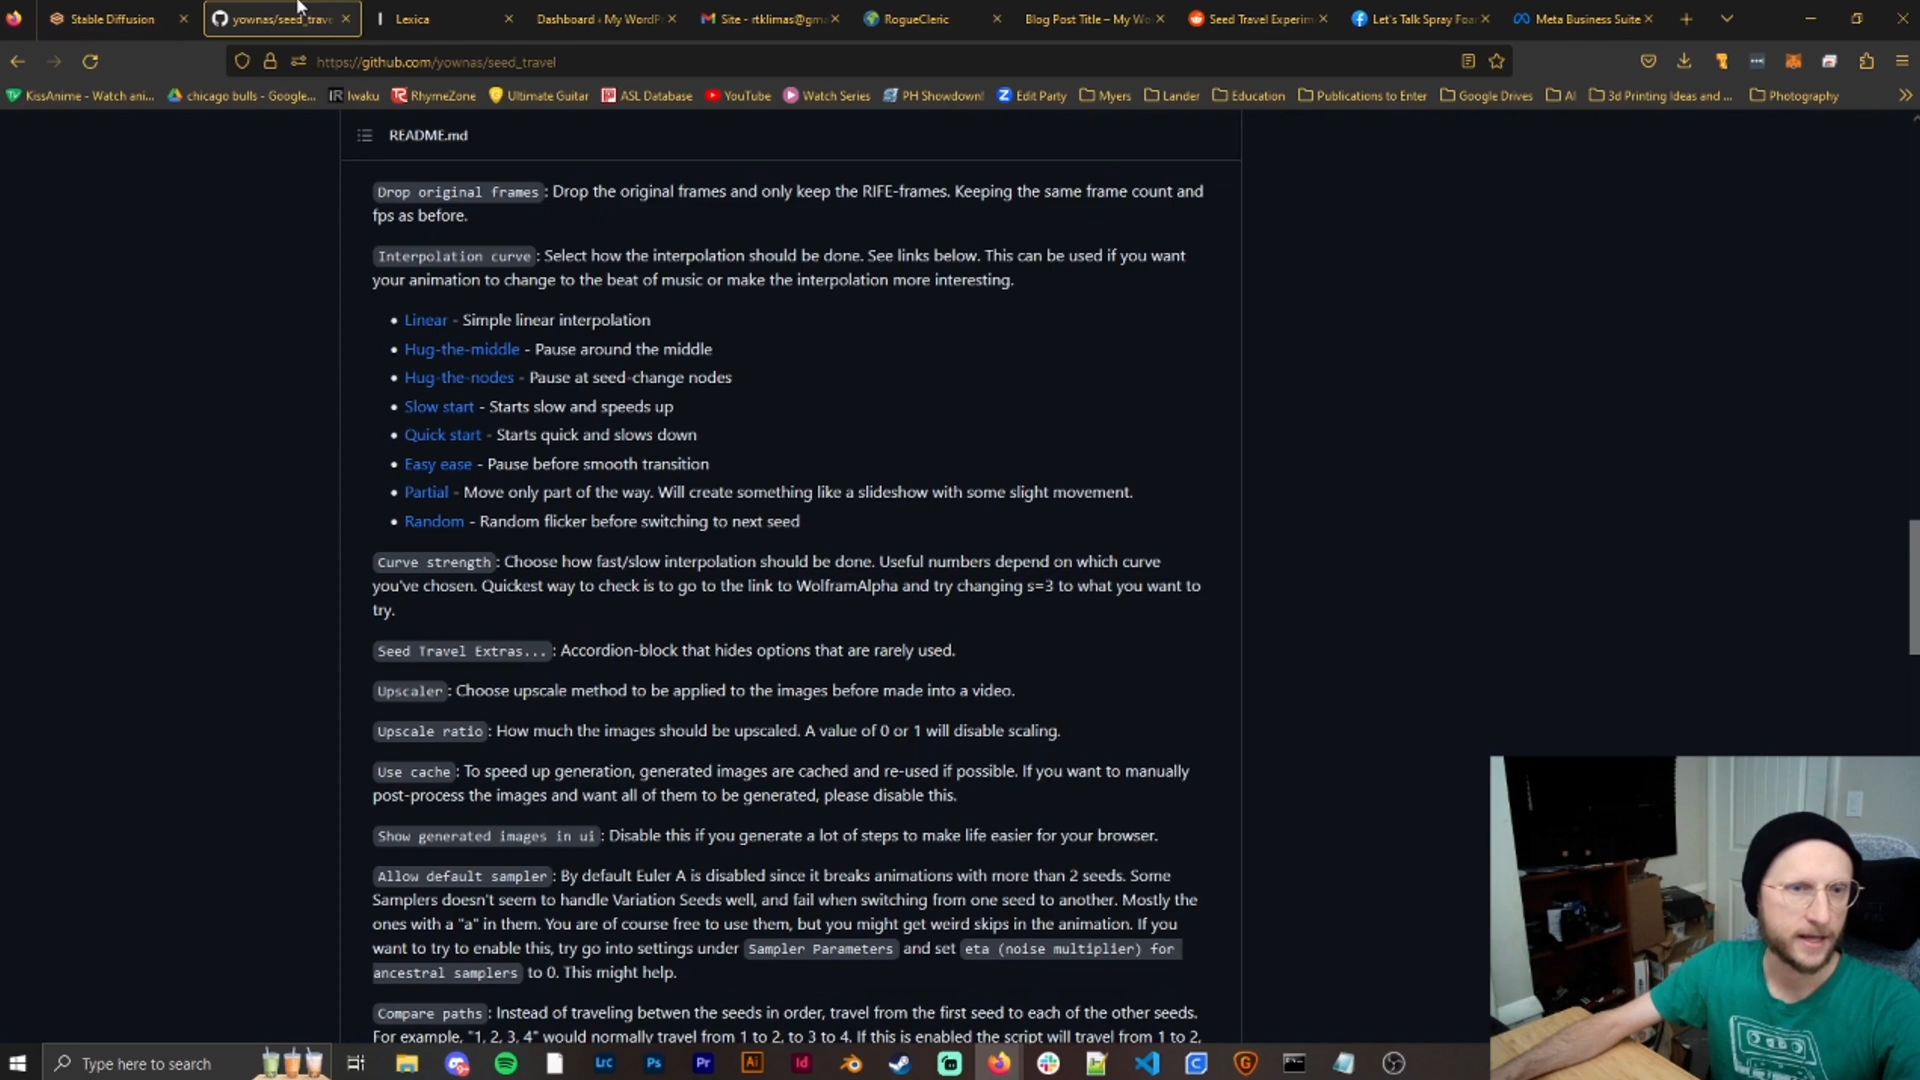 Stable Diffusion
yownas/seed_trave
Lexica
Dashboard ‹ My WordP
Site - rtklimas@gma
RogueCleric
Blog Post Title – My Wo
Seed Travel Experim
Let's Talk Spray Foa
Meta Business Suite
https://github.com/yownas/seed_travel
KissAnime - Watch ani...
chicago bulls - Google...
IR Iwaku
RhymeZone
Ultimate Guitar
ASL Database
YouTube
Watch Series
PH Showdown!
Edit Party
Myers
Lander
Education
Publications to Enter
Google Drives
AI
3d Printing Ideas and ...
Photography
README.md
Drop original frames: Drop the original frames and only keep the RIFE-frames. Keeping the same frame count and
fps as before.
Interpolation curve: Select how the interpolation should be done. See links below. This can be used if you want
your animation to change to the beat of music or make the interpolation more interesting.
• Linear - Simple linear interpolation
• Hug-the-middle - Pause around the middle
• Hug-the-nodes - Pause at seed-change nodes
• Slow start - Starts slow and speeds up
• Quick start - Starts quick and slows down
• Easy ease - Pause before smooth transition
• Partial - Move only part of the way. Will create something like a slideshow with some slight movement.
• Random - Random flicker before switching to next seed
Curve strength: Choose how fast/slow interpolation should be done. Useful numbers depend on which curve
you've chosen. Quickest way to check is to go to the link to WolframAlpha and try changing s=3 to what you want to
try.
Seed Travel Extras...: Accordion-block that hides options that are rarely used.
Upscaler: Choose upscale method to be applied to the images before made into a video.
Upscale ratio: How much the images should be upscaled. A value of 0 or 1 will disable scaling.
Use cache: To speed up generation, generated images are cached and re-used if possible. If you want to manually
post-process the images and want all of them to be generated, please disable this.
Show generated images in ui: Disable this if you generate a lot of steps to make life easier for your browser.
Allow default sampler: By default Euler A is disabled since it breaks animations with more than 2 seeds. Some
Samplers doesn't seem to handle Variation Seeds well, and fail when switching from one seed to another. Mostly the
ones with a "a" in them. You are of course free to use them, but you might get weird skips in the animation. If you
want to try to enable this, try go into settings under Sampler Parameters and set eta (noise multiplier) for
ancestral samplers to 0. This might help.
Compare paths: Instead of traveling betwen the seeds in order, travel from the first seed to each of the other seeds.
For example, "1, 2, 3, 4" would normally travel from 1 to 2, to 3 to 4. If this is enabled the script will travel from 1 to 2,
Type here to search
Lrc
Ps
Pr
Ai
Id